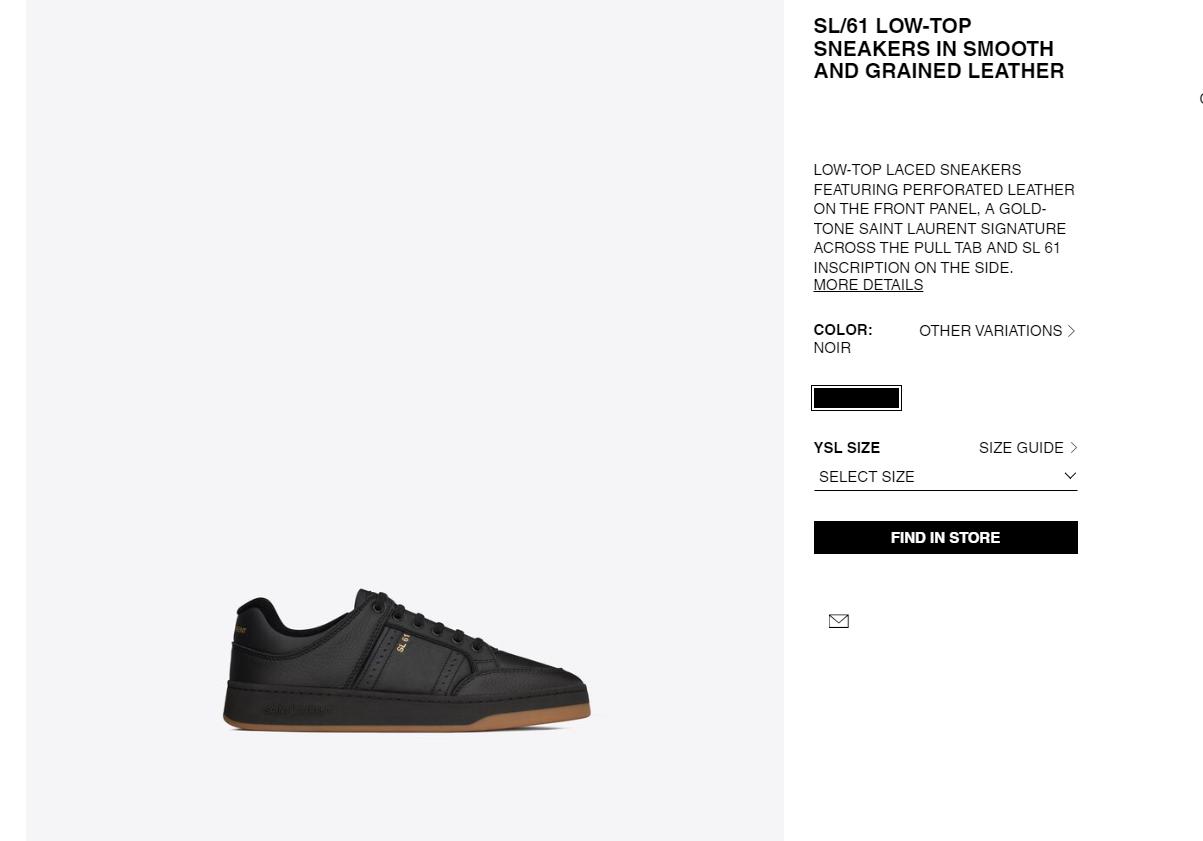 SL/61 LOW-TOP
SNEAKERS IN SMOOTH
AND GRAINED LEATHER
LOW-TOP LACED SNEAKERS
FEATURING PERFORATED LEATHER
ON THE FRONT PANEL, A GOLD-
TONE SAINT LAURENT SIGNATURE
ACROSS THE PULL TAB AND SL 61
INSCRIPTION ON THE SIDE.
MORE DETAILS
COLOR:
OTHER VARIATIONS
NOIR
YSL SIZE
SIZE GUIDE
SELECT SIZE
FIND IN STORE
SL 61